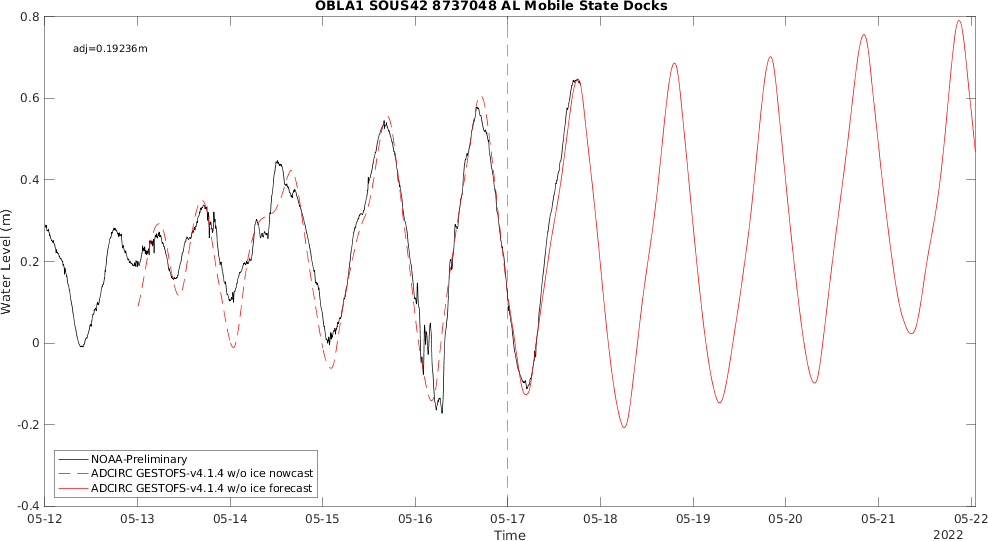 OBLA1 SOUS42 8737048 AL Mobile State Docks
adj=0.19236m
0.8
0.6
0.4
0.2
0
-0.2
-0.4
Water Level (m)
NOAA-Preliminary
ADCIRC GESTOFS-v4.1.4 w/o ice nowcast
ADCIRC GESTOFS-v4.1.4 w/o ice forecast
05-12 05-13 05-14 05-15 05-16 05-17 05-18 05-19 05-20 05-21 05-22
Time
2022